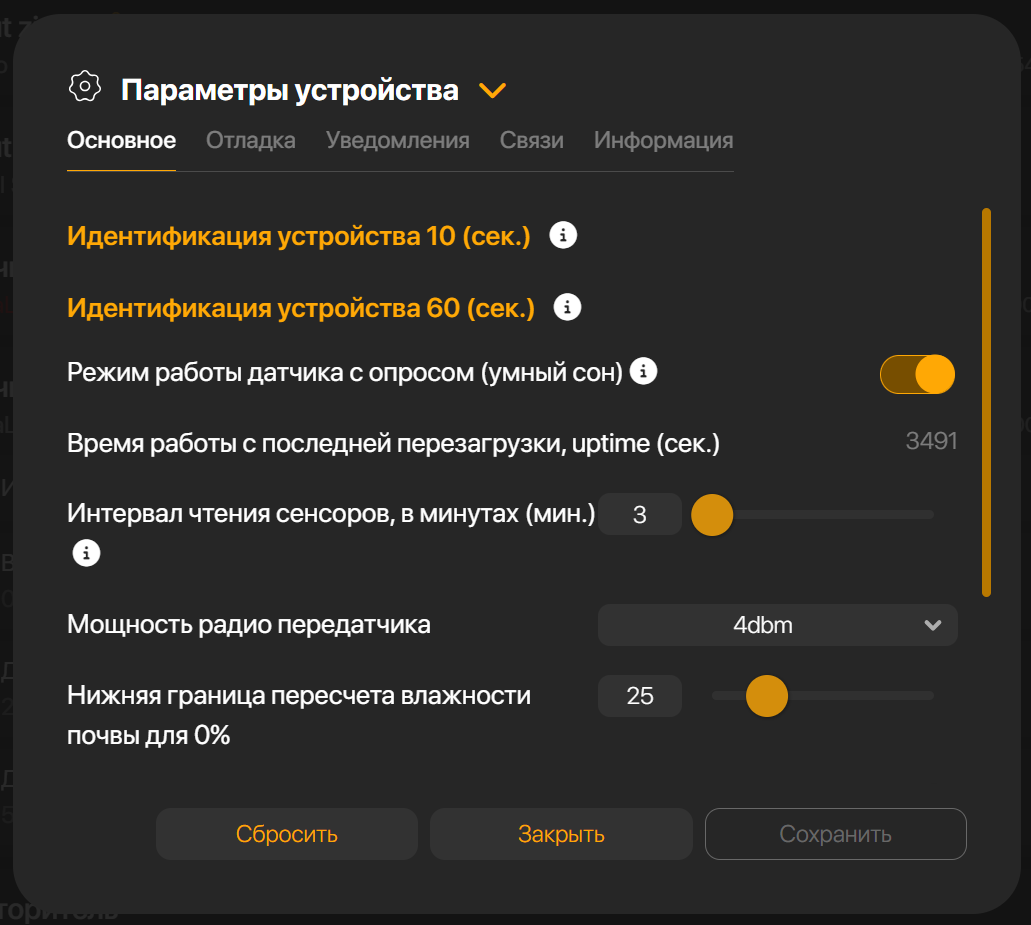 Параметры устройства
Основное Отладка Уведомления Связи Информация
Идентификация устройства 10 (сек.)
Идентификация устройства 60 (сек.)
Режим работы датчика с опросом (умный сон)
Время работы с последней перезагрузки, uptime (сек.) 3491
Интервал чтения сенсоров, в минутах (мин.) 3
Мощность радио передатчика 4dbm
Нижняя граница пересчета влажности 25
почвы для 0%
Сбросить Закрыть Сохранить